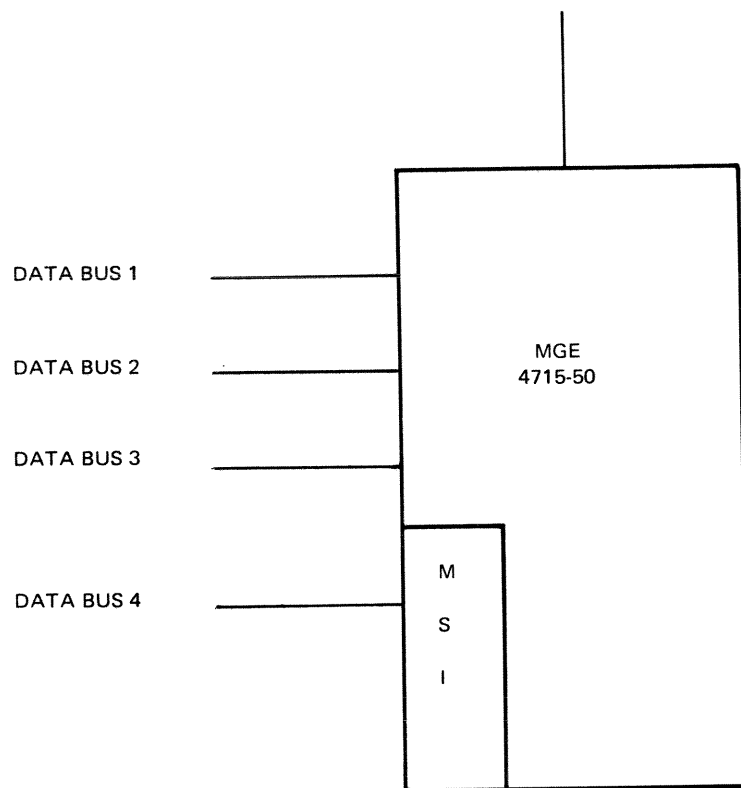 DATA BUS 1
DATA BUS 2
MGE
4715-50
DATA BUS 3
DATA BUS 4
M
S
I